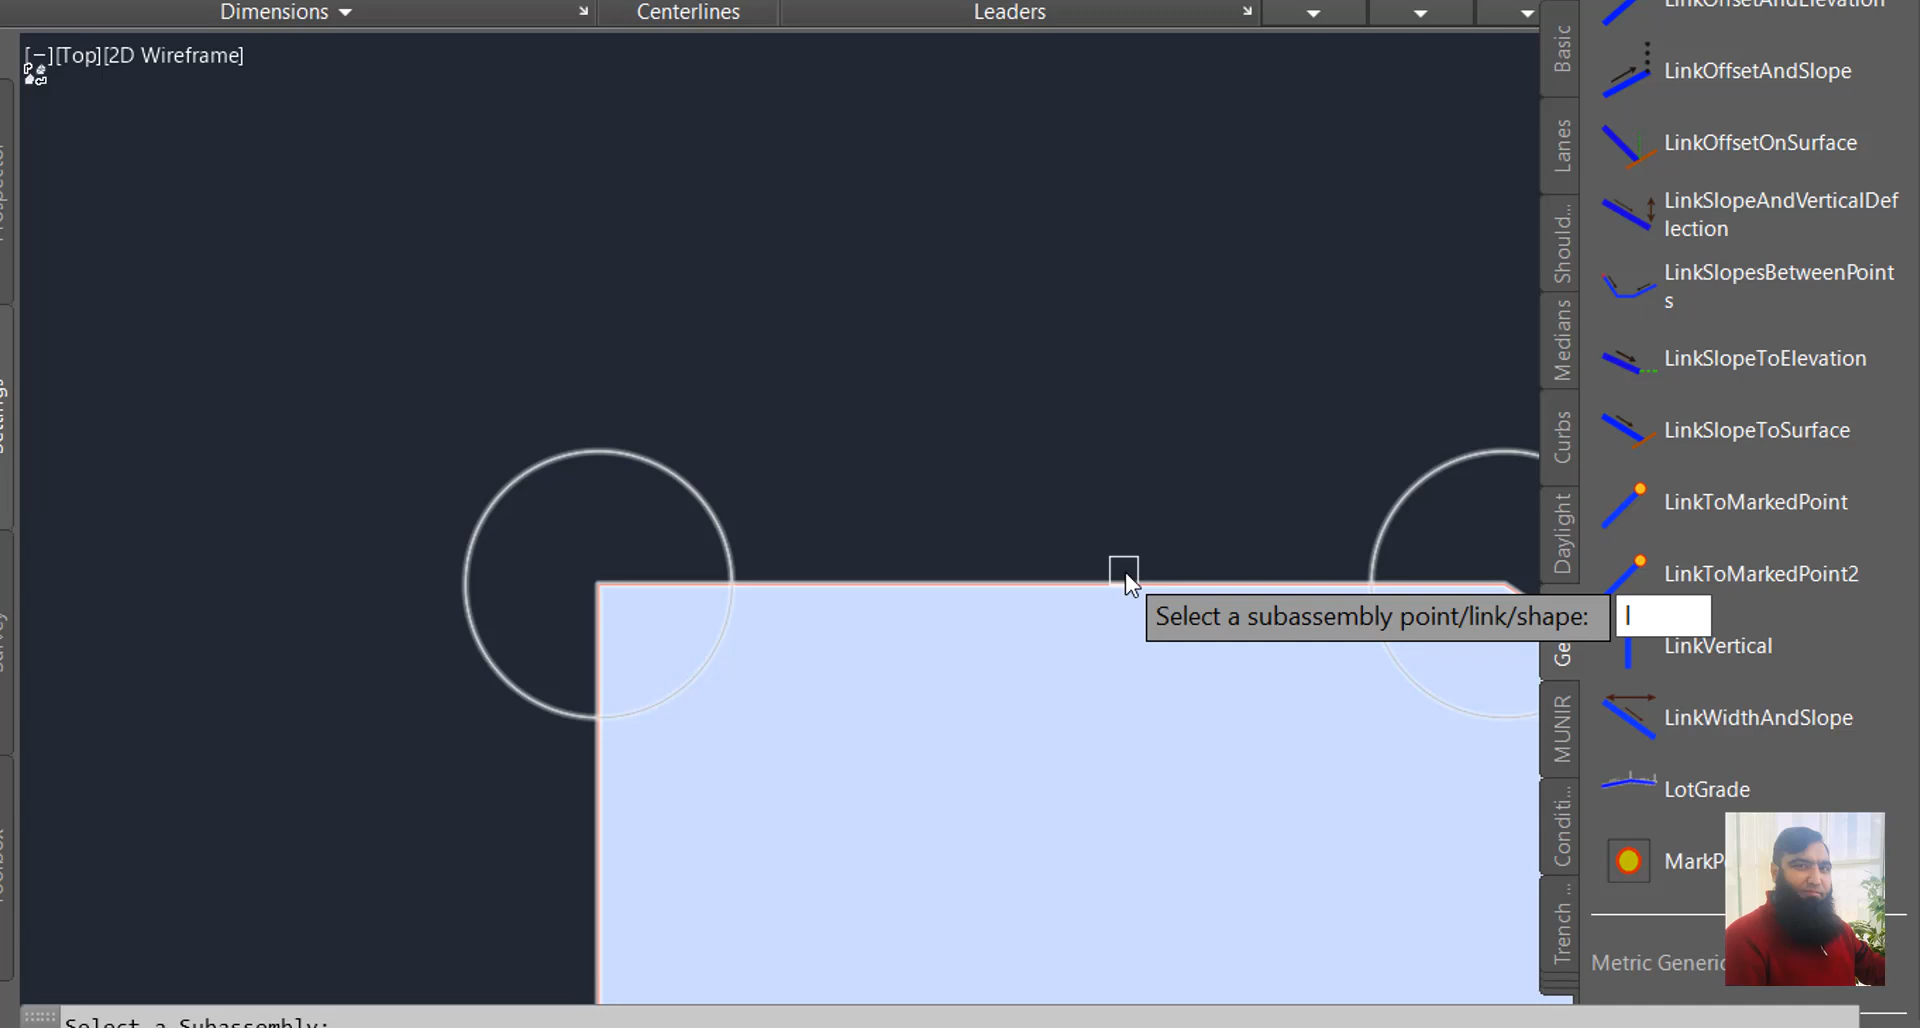 Dimensions
Centerlines
Leaders
[−][Top][2D Wireframe]
Basic
Lanes
Should...
Medians
Curbs
Daylight
Ge
MUNIR
Conditi...
Trench ...
LinkOffsetAndElevation
LinkOffsetAndSlope
LinkOffsetOnSurface
LinkSlopeAndVerticalDef
lection
LinkSlopesBetweenPoint
s
LinkSlopeToElevation
LinkSlopeToSurface
LinkToMarkedPoint
LinkToMarkedPoint2
Select a subassembly point/link/shape: l
LinkVertical
LinkWidthAndSlope
LotGrade
MarkP
Metric Generic
Select a Subassembly: